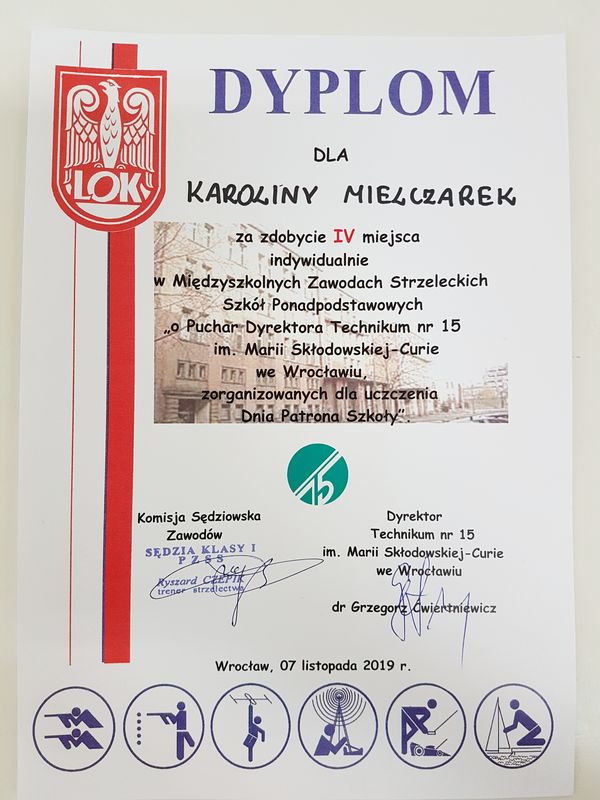 DYPLOM
LOK
DLA
KAROLINY MIELCZAREK
za zdobycie IV miejsca
indywidualnie
w Międzyszkolnych Zawodach Strzeleckich
Szkół Ponadpodstawowych
„o Puchar Dyrektora Technikum nr 15
im. Marii Skłodowskiej-Curie
we Wrocławiu,
zorganizowanych dla uczczenia
Dnia Patrona Szkoły”.
15
Komisja Sędziowska
Zawodów
SĘDZIA KLASY I
PZSS
Ryszard CZEPIK
trener strzelectwa
Dyrektor
Technikum nr 15
im. Marii Skłodowskiej-Curie
we Wrocławiu
dr Grzegorz Ćwiertniewicz
Wrocław, 07 listopada 2019 r.